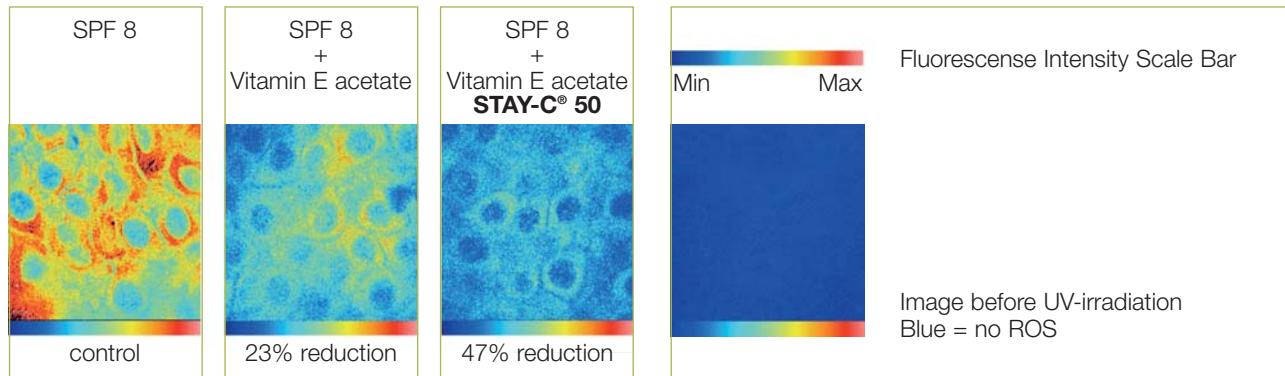 SPF 8
control
SPF 8
+
Vitamin E acetate
23% reduction
SPF 8
+
Vitamin E acetate
STAY-C® 50
47% reduction
Fluorescense Intensity Scale Bar
Min Max
Image before UV-irradiation
Blue = no ROS